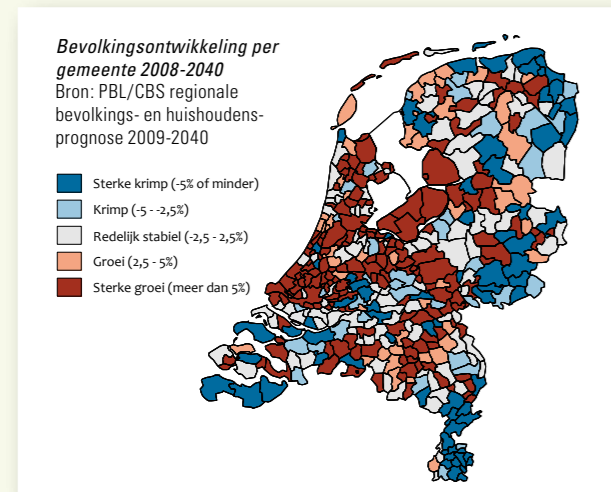 Bevolkingsontwikkeling per
gemeente 2008-2040
Bron: PBL/CBS regionale
bevolkings- en huishoudens-
prognose 2009-2040
Sterke krimp (-5% of minder)
Krimp (-5 - -2,5%)
Redelijk stabiel (-2,5 - 2,5%)
Groei (2,5 - 5%)
Sterke groei (meer dan 5%)